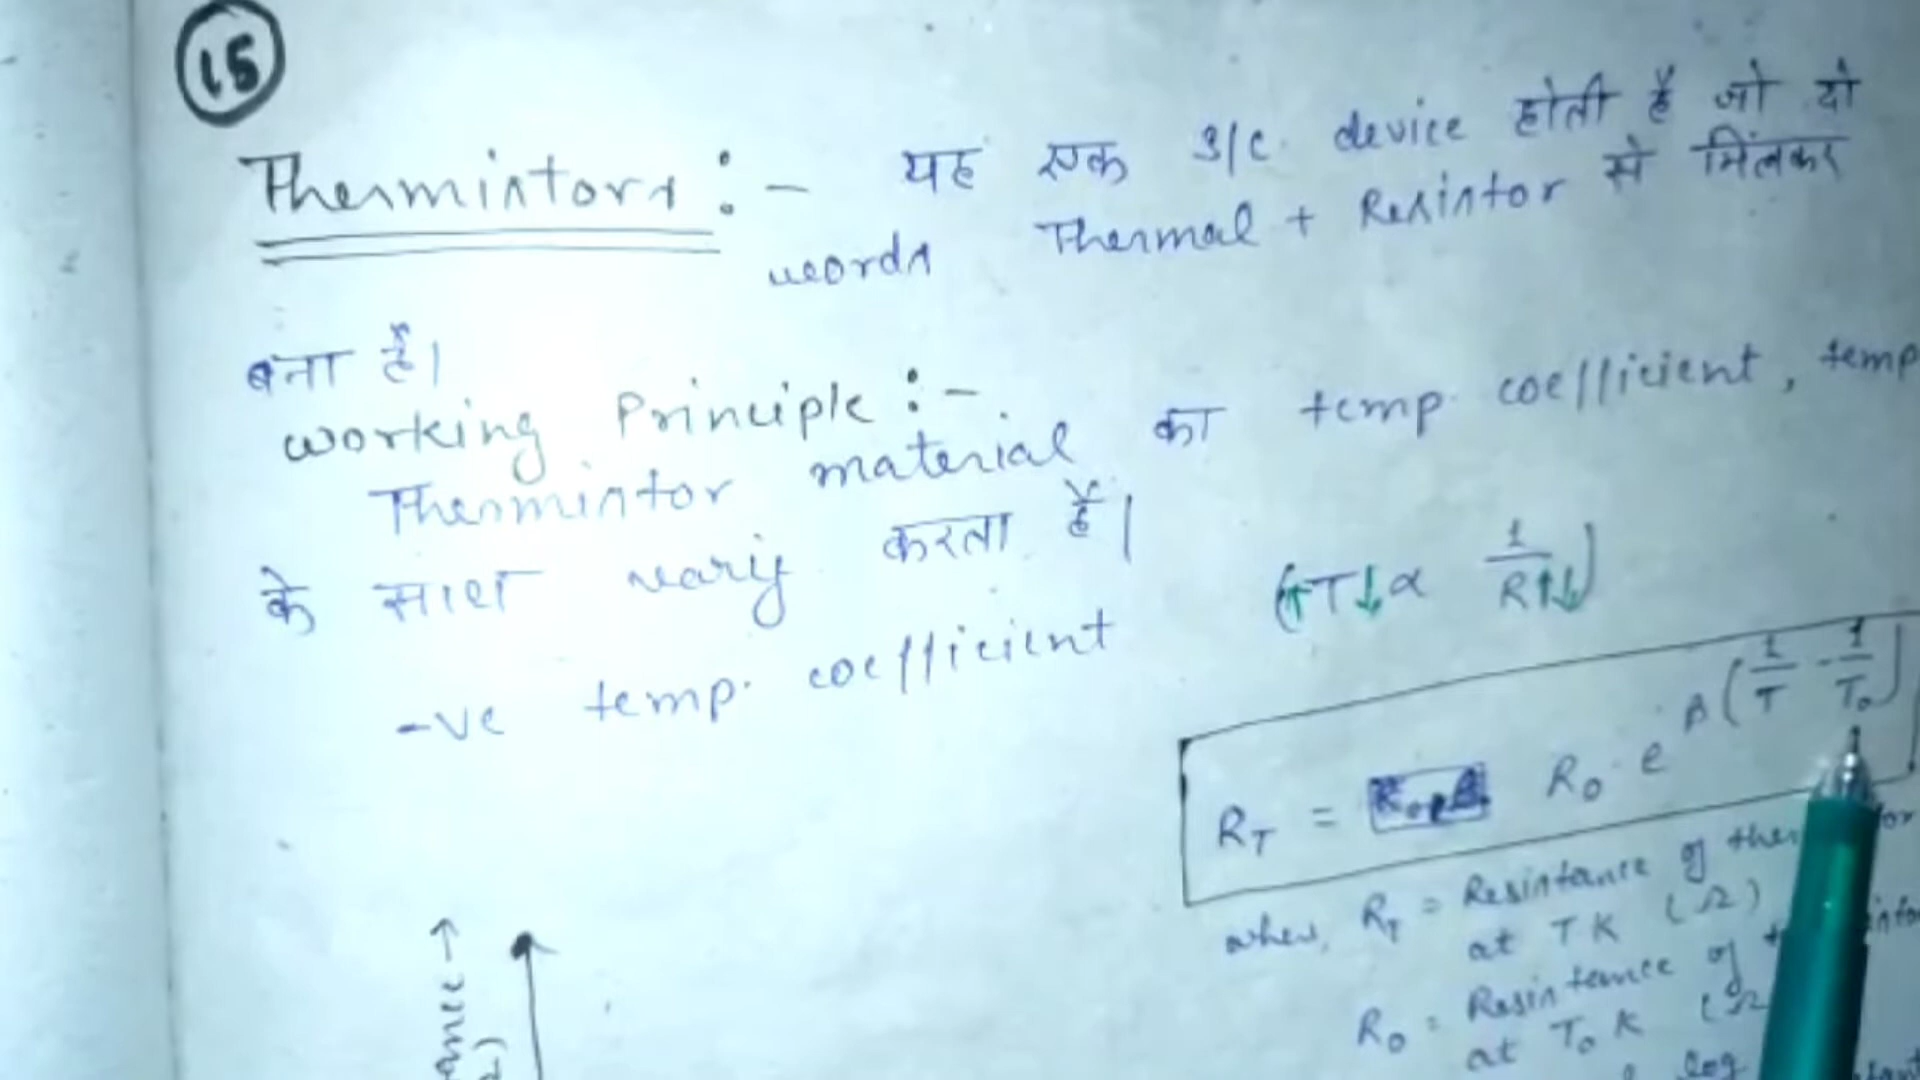 15
Thermistors :- यह एक s/c. device होती है जो दो
words Thermal + Resistor से मिलकर
बना है।
working Principle :-
Thermistor material का temp. coefficient, temp
के साथ vary करता है।
-ve temp. coefficient (↑T↓ ∝ 1/R↑↓)
R_T = R_0 e^β(1/T - 1/T_0)
where, R_T = Resistance of
at T K (Ω)
R_0 = Resistance of
at T_0 K (Ω
log